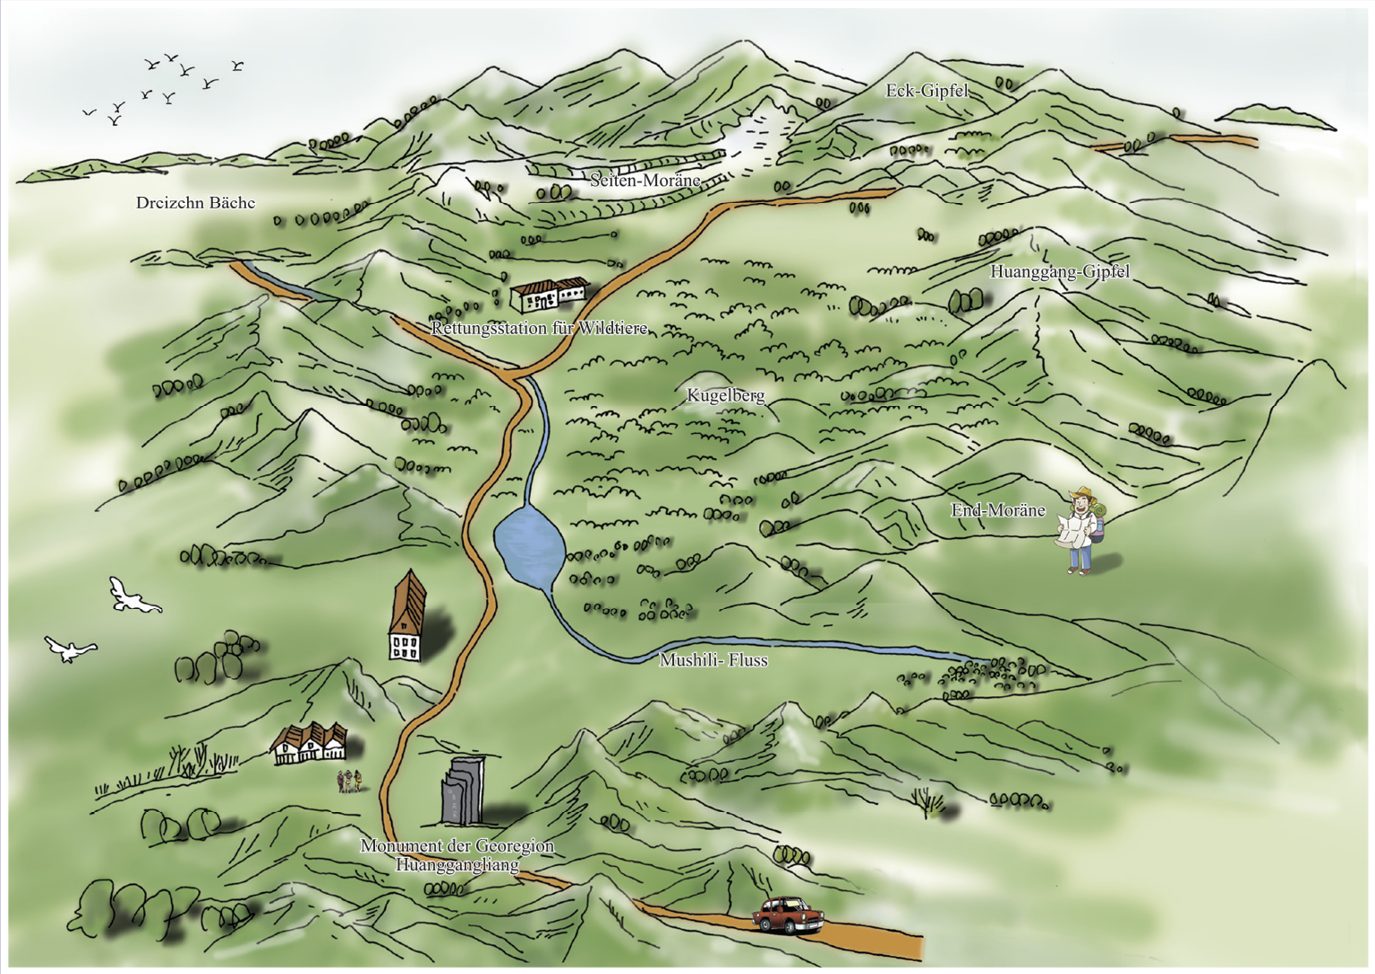 Eck-Gipfel
Seiten-Moräne
Dreizehn Bäche
Huanggang-Gipfel
Rettungsstation für Wildtiere
Kugelberg
End-Moräne
Mushili- Fluss
Monument der Georegion
Huanggangliang